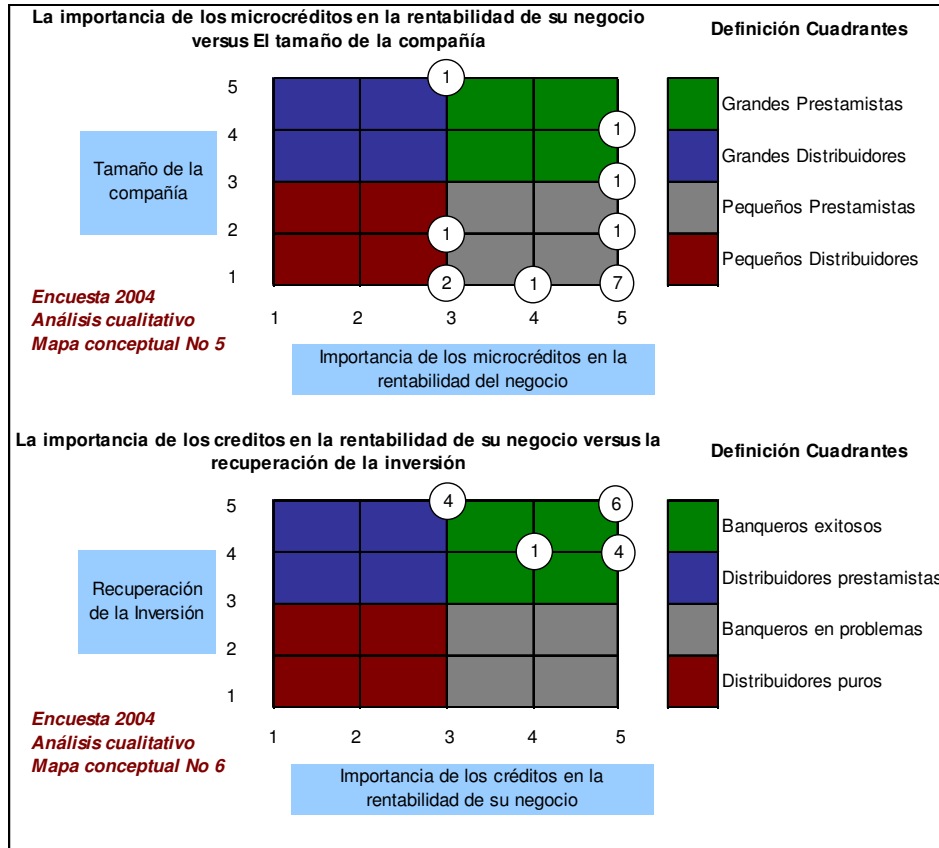 La importancia de los microcréditos en la rentabilidad de su negocio
versus El tamaño de la compañía
Definición Cuadrantes
5
4
3
2
1
Tamaño de la
compañía
1
1
1
1
1
2
1
7
1
2
3
4
5
Importancia de los microcréditos en la
rentabilidad del negocio
Encuesta 2004
Análisis cualitativo
Mapa conceptual No 5
Grandes Prestamistas
Grandes Distribuidores
Pequeños Prestamistas
Pequeños Distribuidores
La importancia de los creditos en la rentabilidad de su negocio versus la
recuperación de la inversión
Definición Cuadrantes
5
4
3
2
1
Recuperación
de la Inversión
4
6
1
4
1
2
3
4
5
Importancia de los créditos en la
rentabilidad de su negocio
Encuesta 2004
Análisis cualitativo
Mapa conceptual No 6
Banqueros exitosos
Distribuidores prestamistas
Banqueros en problemas
Distribuidores puros